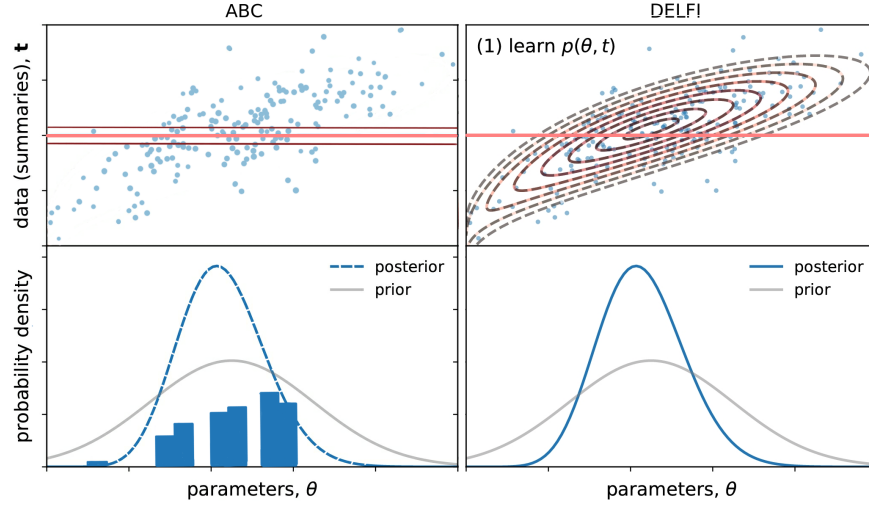 ABC
DELFI
data (summaries), t
(1) learn p(θ, t)
probability density
posterior
prior
posterior
prior
parameters, θ
parameters, θ